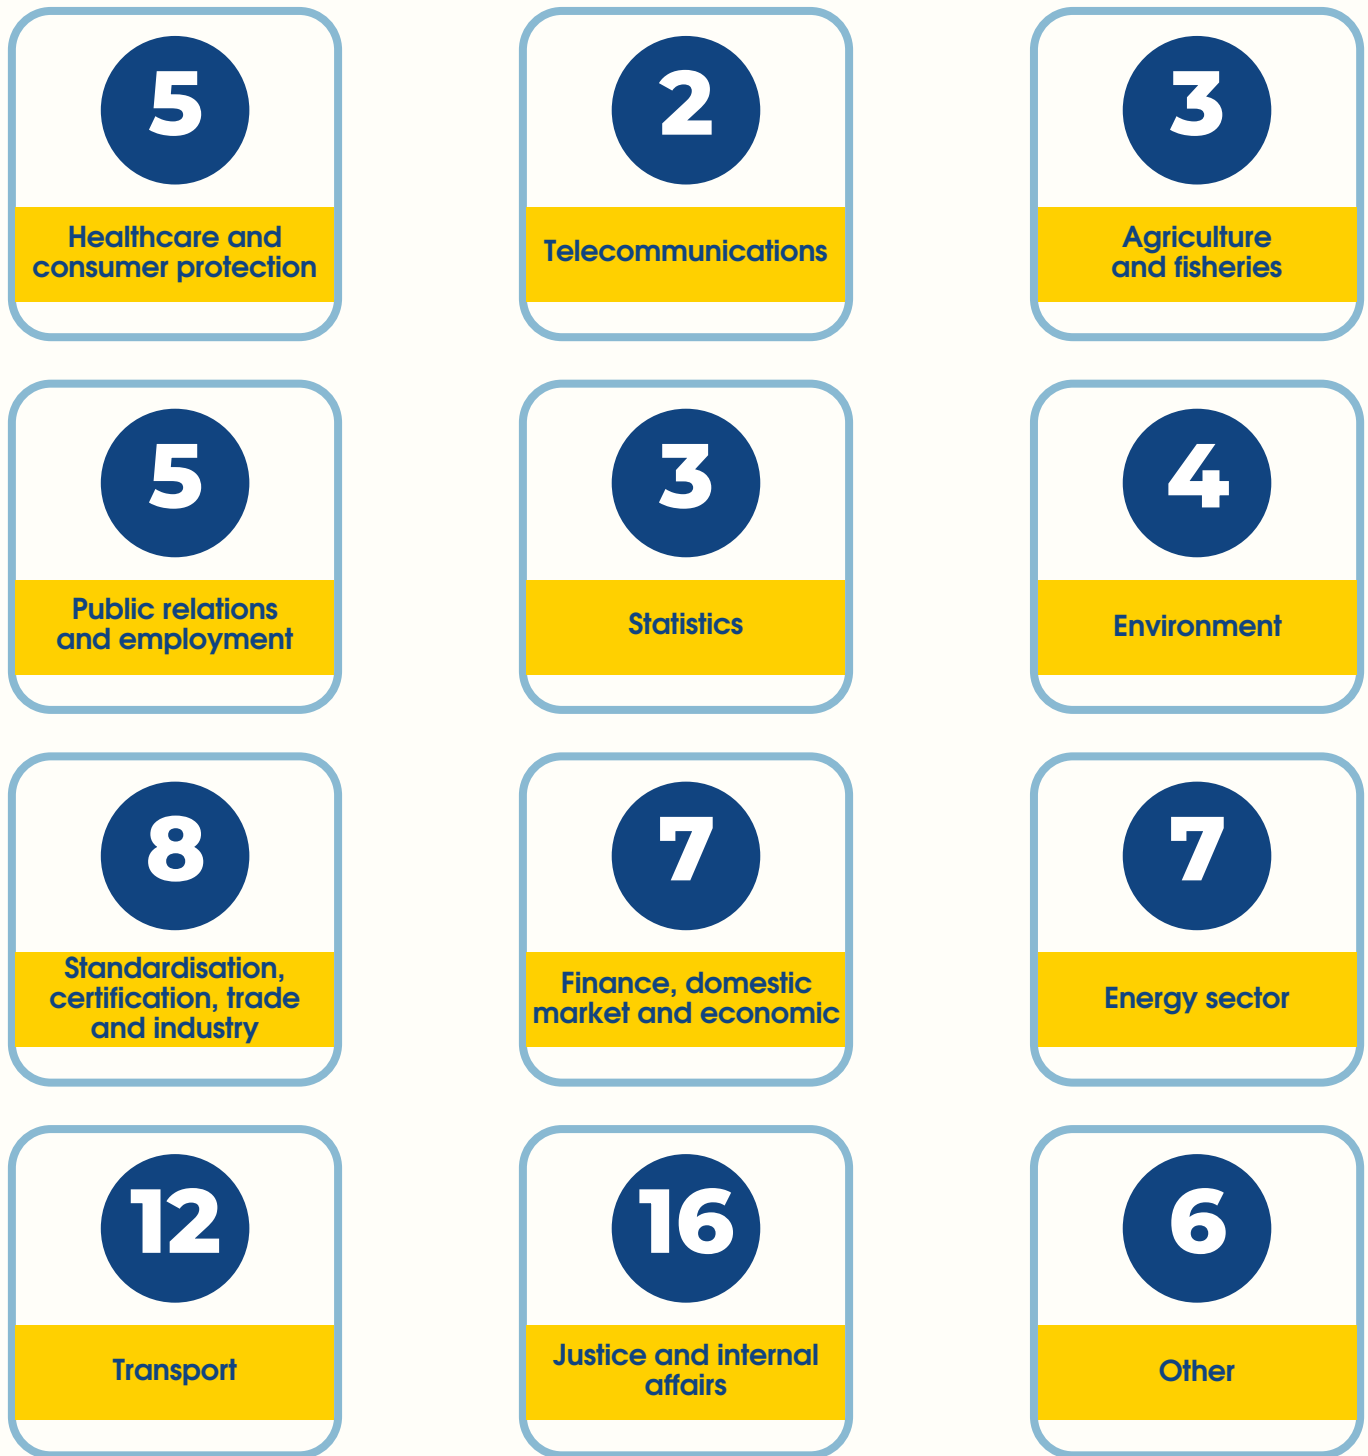 5
Healthcare and
consumer protection
2
Telecommunications
3
Agriculture
and fisheries
5
Public relations
and employment
3
Statistics
4
Environment
8
Standardisation,
certification, trade
and industry
7
Finance, domestic
market and economic
7
Energy sector
12
Transport
16
Justice and internal
affairs
6
Other